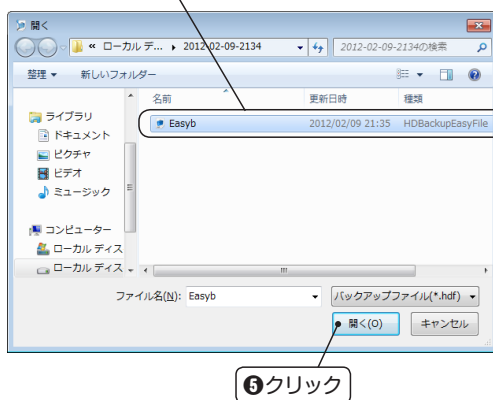 開く
« ローカル デ... ▸ 2012-02-09-2134
2012-02-09-2134の検索
整理 ▼ 新しいフォルダー
名前 更新日時 種類
Easyb 2012/02/09 21:35 HDBackupEasyFile
ライブラリ
ドキュメント
ピクチャ
ビデオ
ミュージック
コンピューター
ローカル ディス
ローカル ディス
ファイル名(N): Easyb バックアップファイル(*.hdf)
開く(O) キャンセル
❺クリック